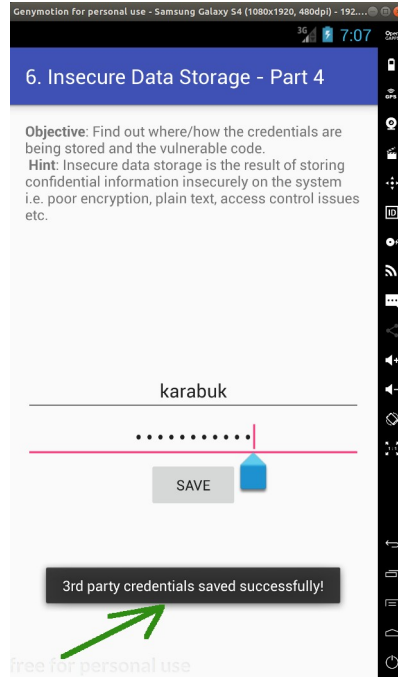 Genymotion for personal use - Samsung Galaxy S4 (1080x1920, 480dpi) - 192....
3G 7:07
6. Insecure Data Storage - Part 4
Objective: Find out where/how the credentials are
being stored and the vulnerable code.
Hint: Insecure data storage is the result of storing
confidential information insecurely on the system
i.e. poor encryption, plain text, access control issues
etc.
karabuk
•••••••••••
SAVE
3rd party credentials saved successfully!
free for personal use
GPS
ID